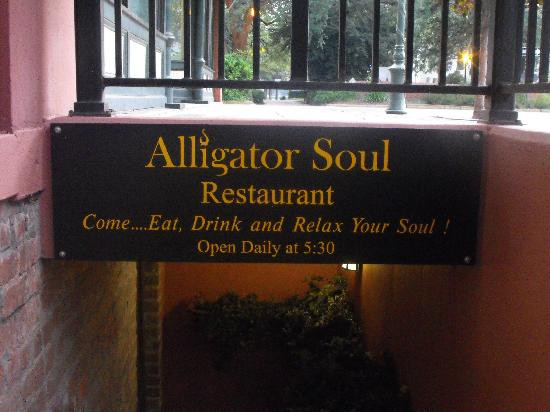 Alligator Soul
Restaurant
Come....Eat, Drink and Relax Your Soul !
Open Daily at 5:30